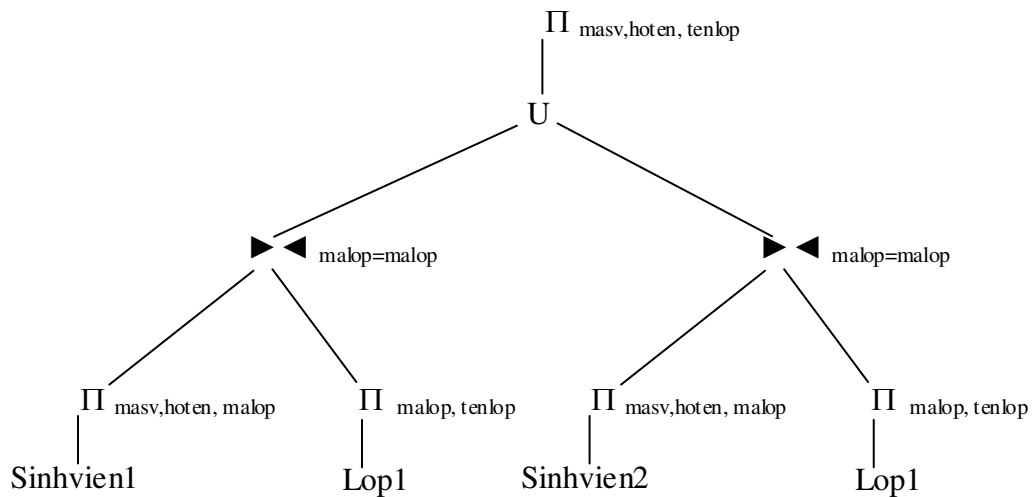 Π masv,hoten, tenlop
U
►◄ malop=malop ►◄ malop=malop
Π masv,hoten, malop Π malop, tenlop Π masv,hoten, malop Π malop, tenlop
Sinhvien1 Lop1 Sinhvien2 Lop1